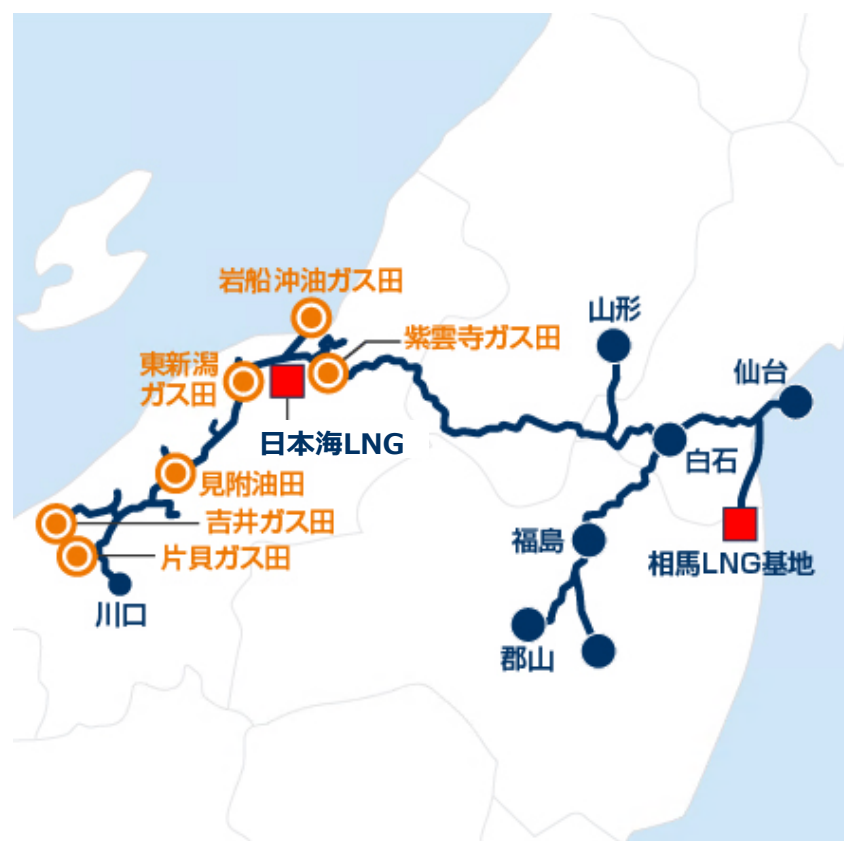 岩船沖油ガス田
山形
紫雲寺ガス田
東新潟
ガス田
仙台
日本海LNG
白石
見附油田
吉井ガス田
福島
片貝ガス田
相馬LNG基地
川口
郡山